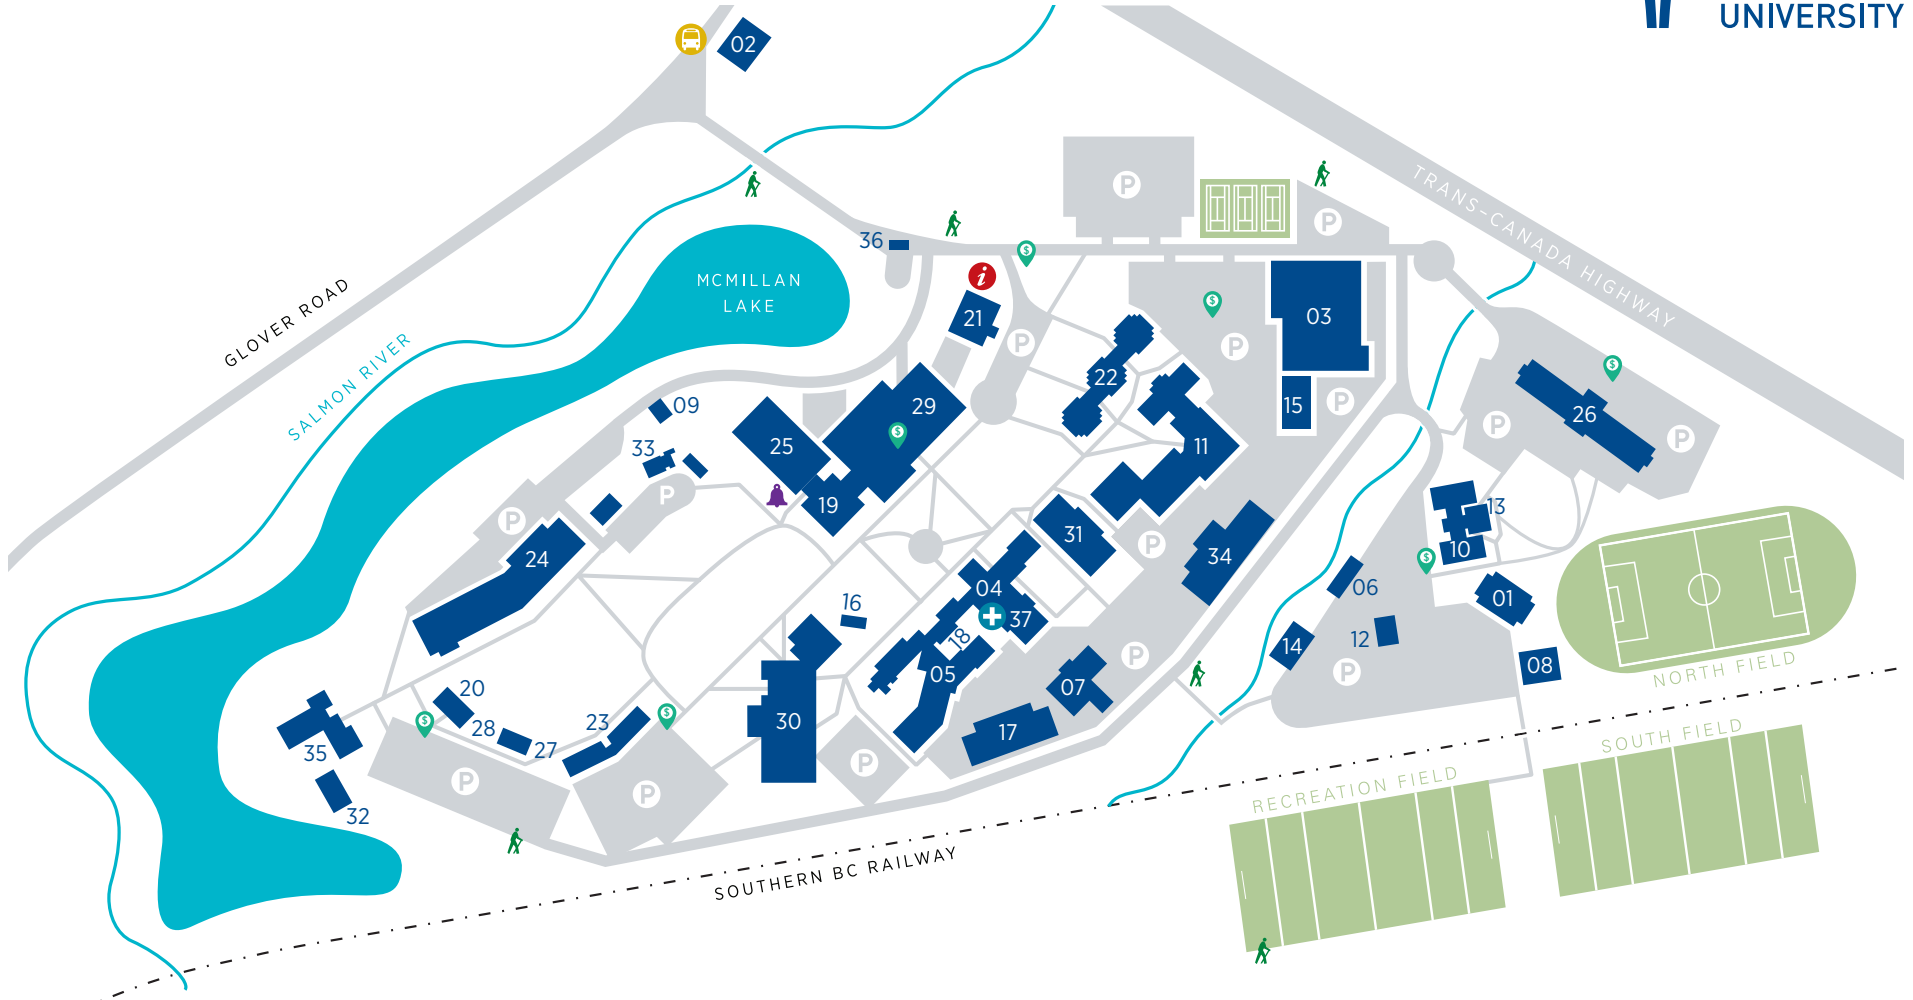 UNIVERSITY
02
TRANS-CANADA HIGHWAY
P
P
36
MCMILLAN
LAKE
i
$
$
21
P
P
03
GLOVER ROAD
SALMON RIVER
22
$
09
29
15
P
26
P
P
33
25
$
11
P
19
13
P
31
P
34
10
$
24
04
06
01
16
37
12
18
14
P
05
P
08
NORTH FIELD
20
07
28
23
$
$
30
17
SOUTH FIELD
35
27
P
P
P
32
RECREATION FIELD
SOUTHERN BC RAILWAY